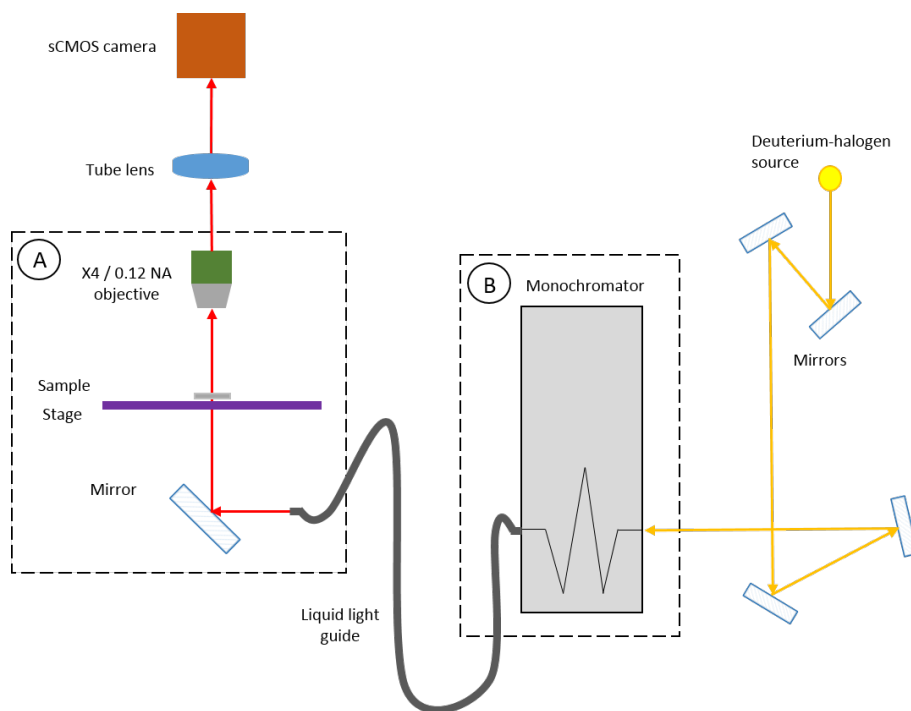 sCMOS camera
Tube lens
A
X4 / 0.12 NA
objective
Sample
Stage
Mirror
Liquid light
guide
B
Monochromator
Deuterium-halogen
source
Mirrors